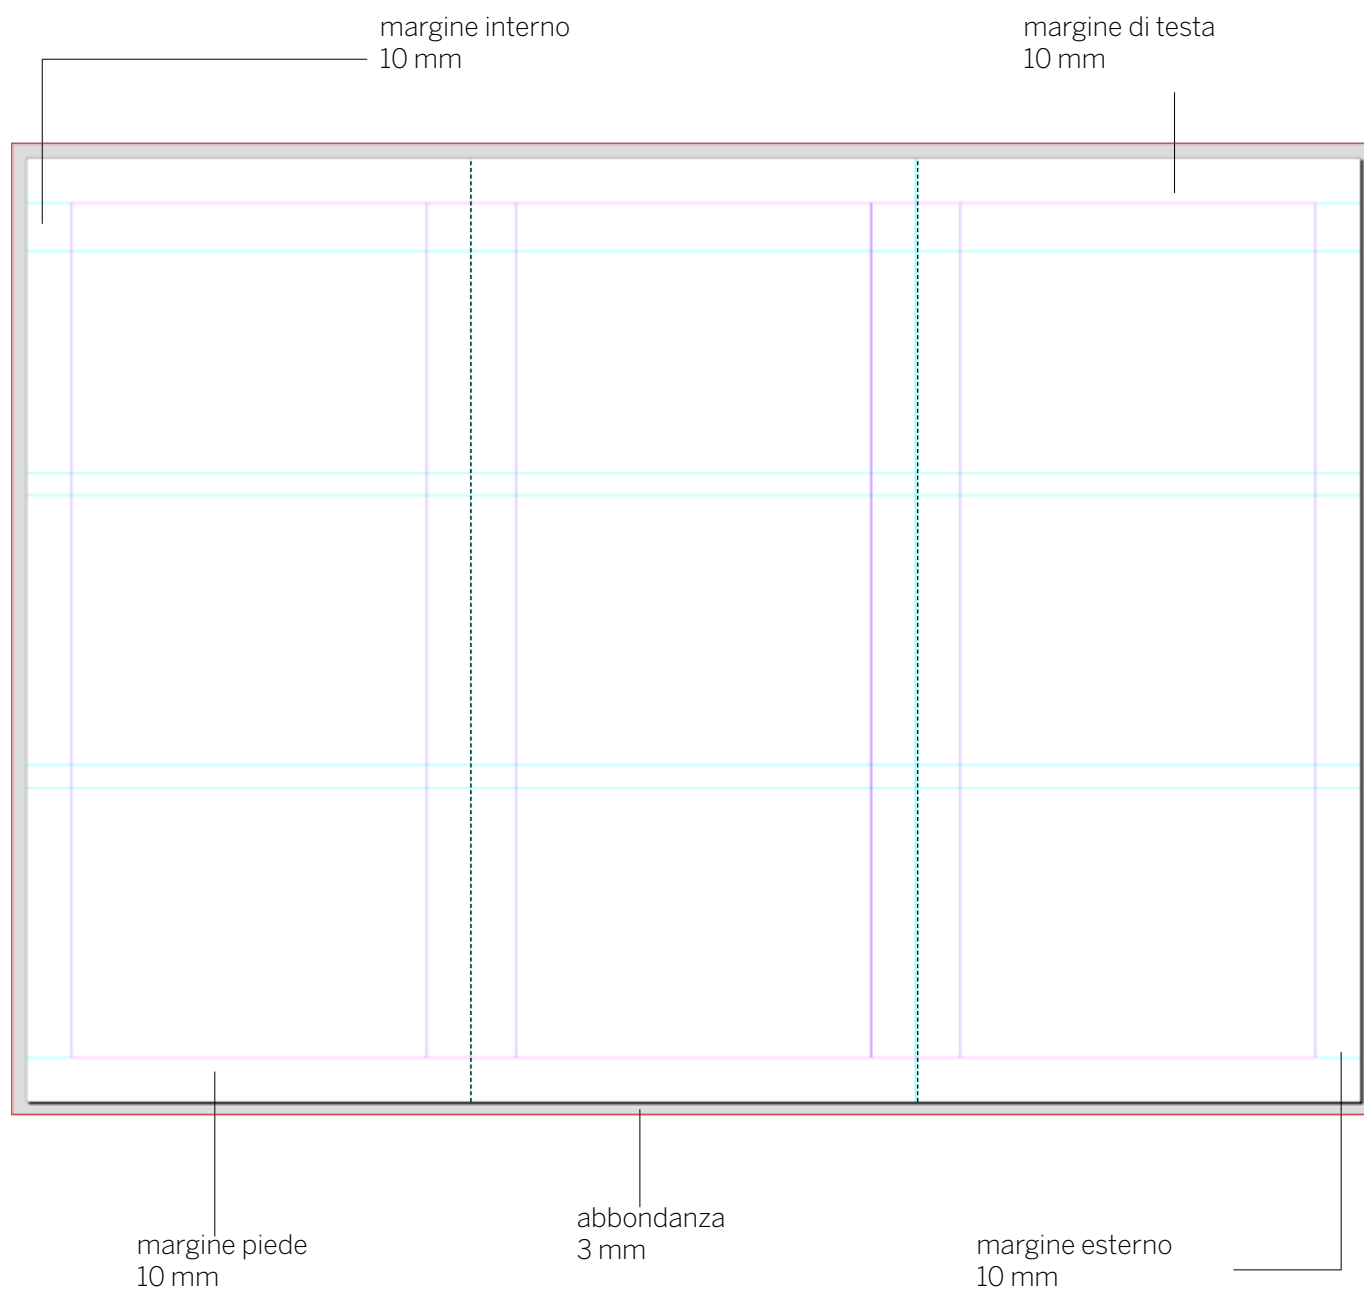 margine interno
10 mm
margine di testa
10 mm
abbondanza
3 mm
margine piede
10 mm
margine esterno
10 mm